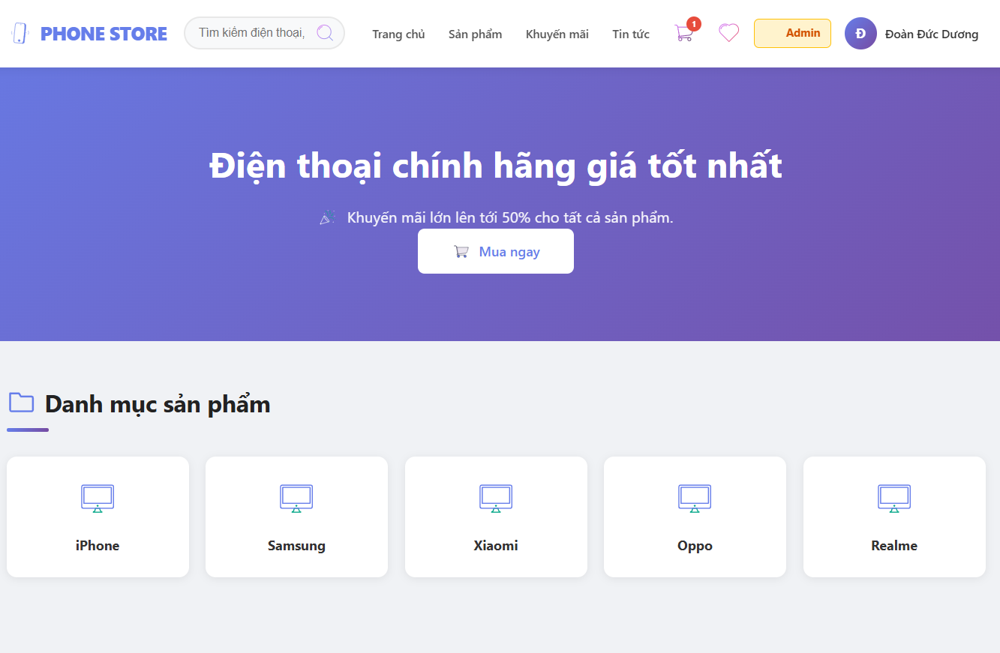 PHONE STORE
Tìm kiếm điện thoại,
Trang chủ
Sản phẩm
Khuyến mãi
Tin tức
1
Admin
Đ
Đoàn Đức Dương
Điện thoại chính hãng giá tốt nhất
Khuyến mãi lớn lên tới 50% cho tất cả sản phẩm.
Mua ngay
Danh mục sản phẩm
iPhone
Samsung
Xiaomi
Oppo
Realme